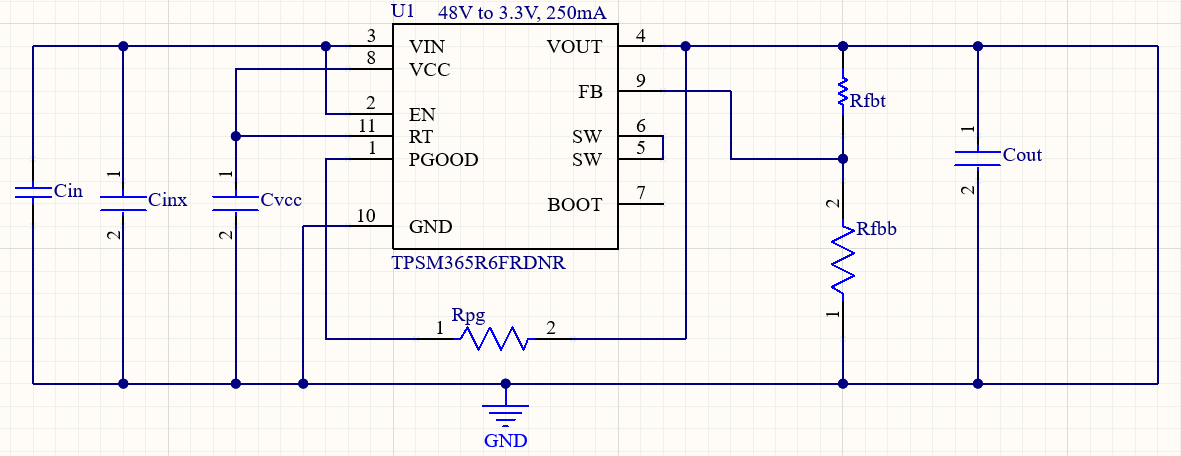 U1 48V to 3.3V, 250mA
3 VIN VOUT 4
8 VCC
FB 9
Rfbt
2 EN
11 RT SW 6
1 PGOOD SW 5
1 Cout 2
Cin
1 Cinx 2
1 Cvcc 2
BOOT 7
10 GND
2 Rfbb 1
TPSM365R6FRDNR
Rpg
1 2
GND